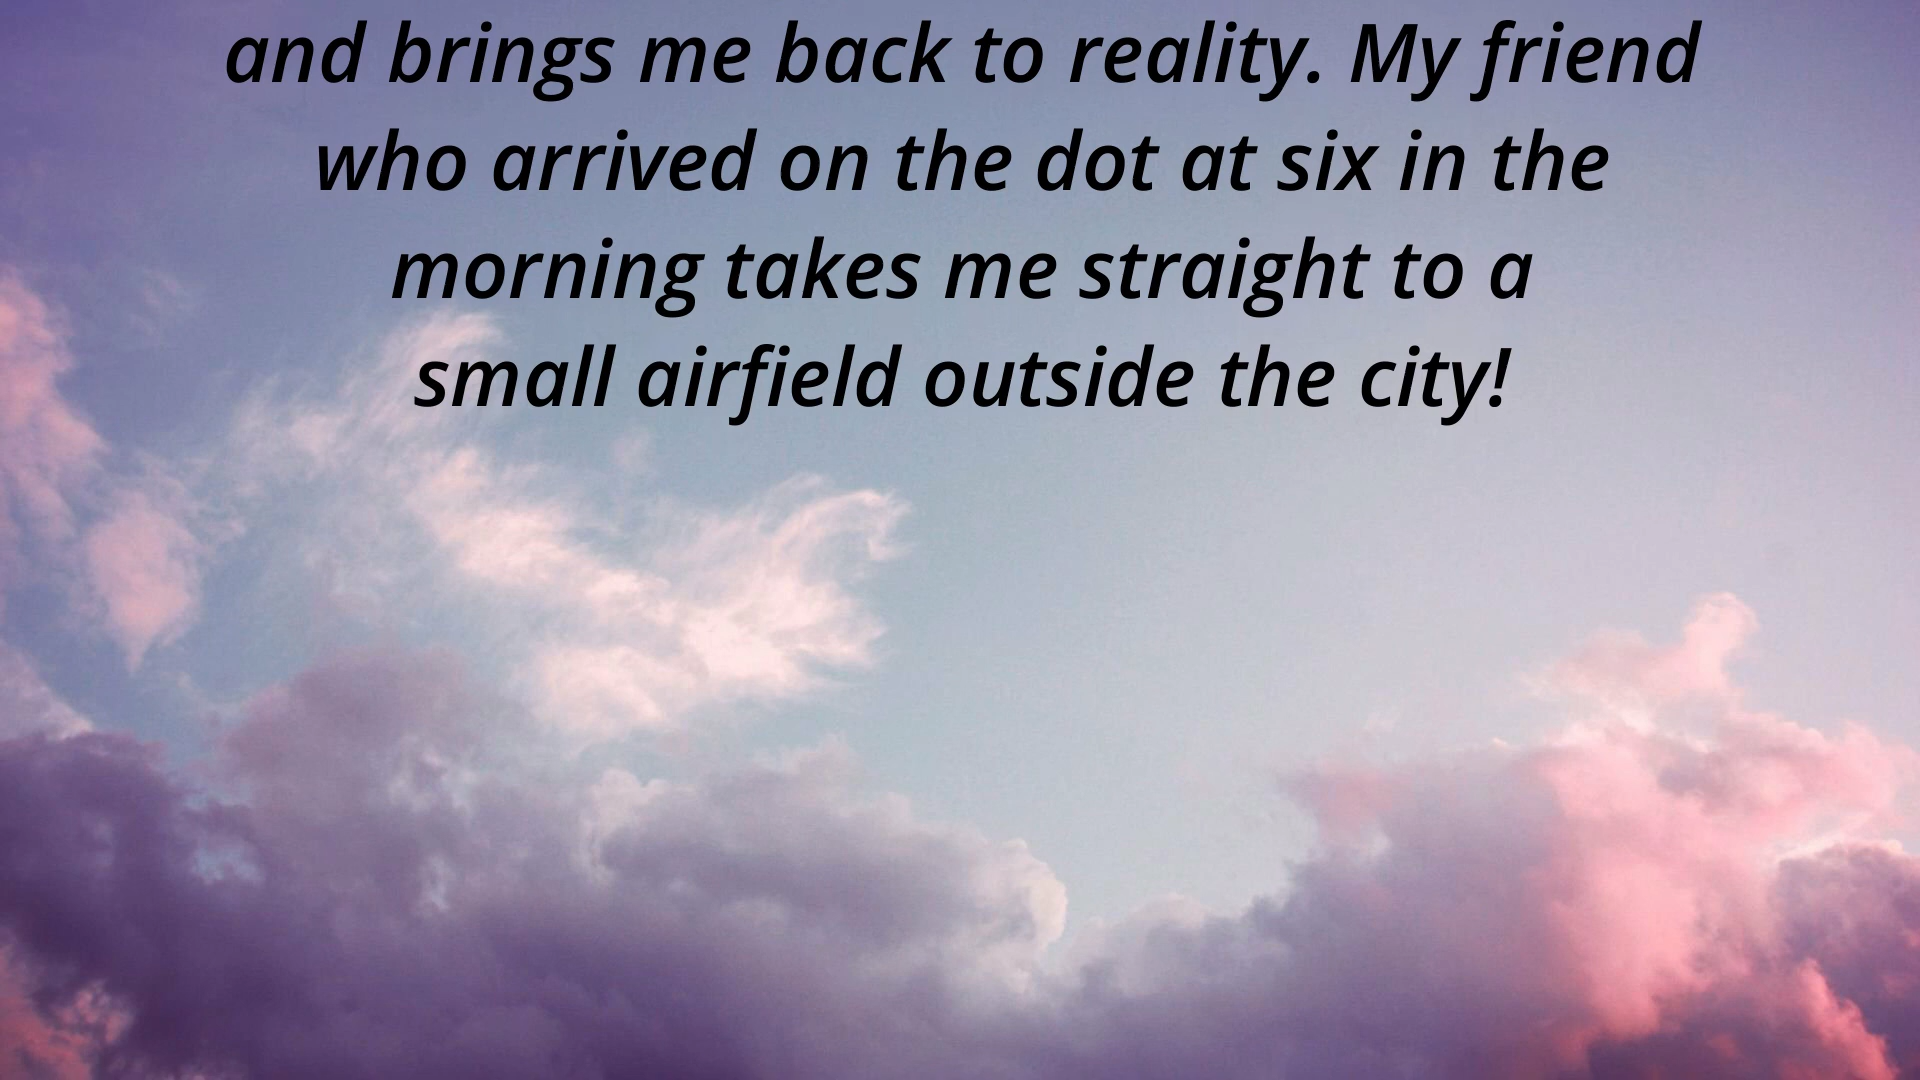 and brings me back to reality. My friend
who arrived on the dot at six in the
morning takes me straight to a
small airfield outside the city!